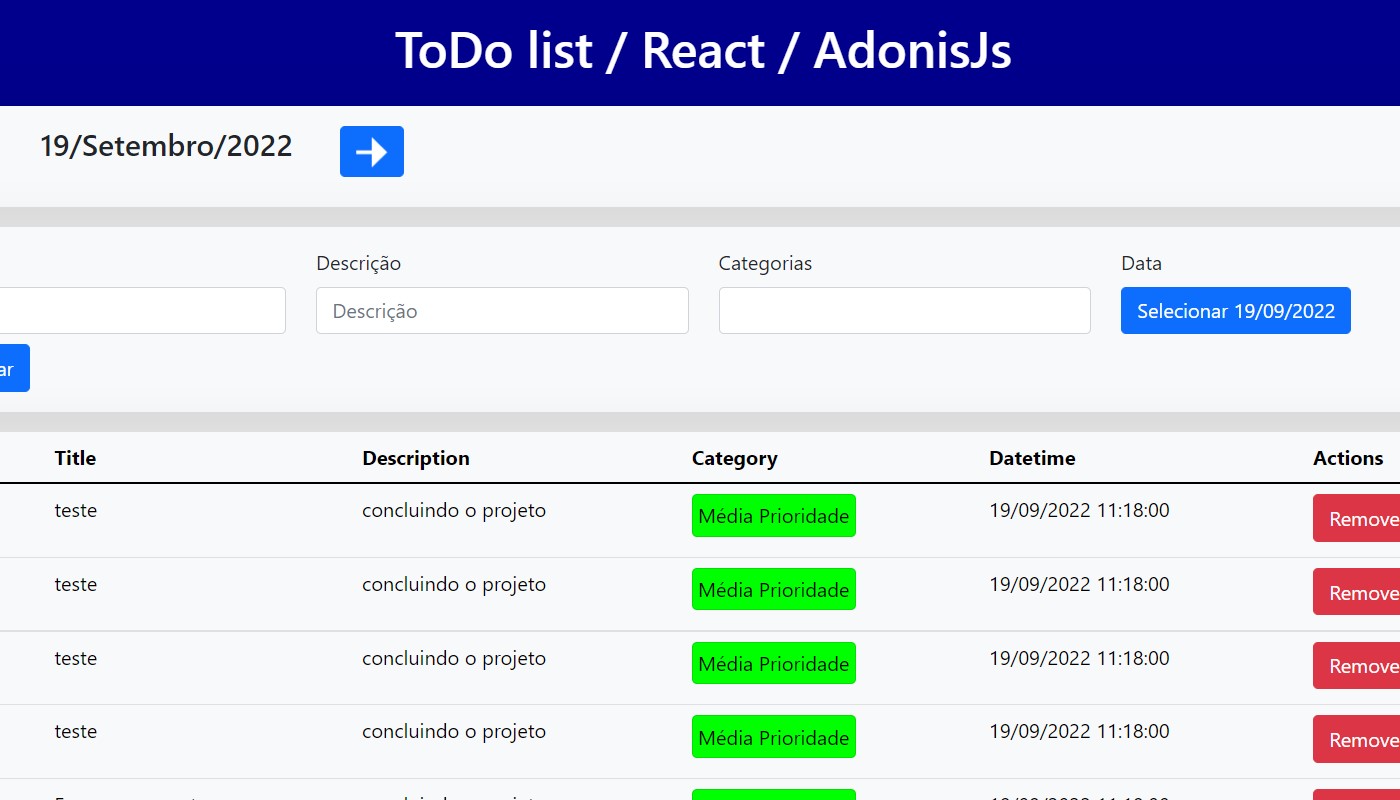 ToDo list / React / AdonisJs
19/Setembro/2022
Descrição Categorias Data
Descrição Selecionar 19/09/2022
ar
Title Description Category Datetime Actions
teste concluindo o projeto Média Prioridade 19/09/2022 11:18:00 Remove
teste concluindo o projeto Média Prioridade 19/09/2022 11:18:00 Remove
teste concluindo o projeto Média Prioridade 19/09/2022 11:18:00 Remove
teste concluindo o projeto Média Prioridade 19/09/2022 11:18:00 Remove